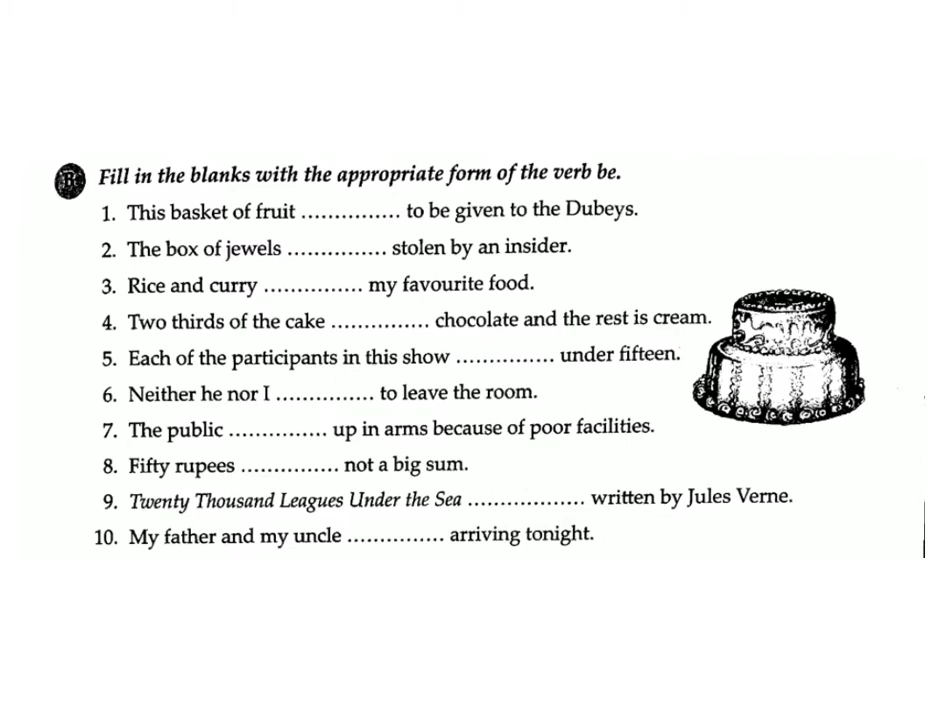 B Fill in the blanks with the appropriate form of the verb be.
1. This basket of fruit ............... to be given to the Dubeys.
2. The box of jewels ............... stolen by an insider.
3. Rice and curry ............... my favourite food.
4. Two thirds of the cake ............... chocolate and the rest is cream.
5. Each of the participants in this show ............... under fifteen.
6. Neither he nor I ............... to leave the room.
7. The public ............... up in arms because of poor facilities.
8. Fifty rupees ............... not a big sum.
9. Twenty Thousand Leagues Under the Sea .................. written by Jules Verne.
10. My father and my uncle ............... arriving tonight.